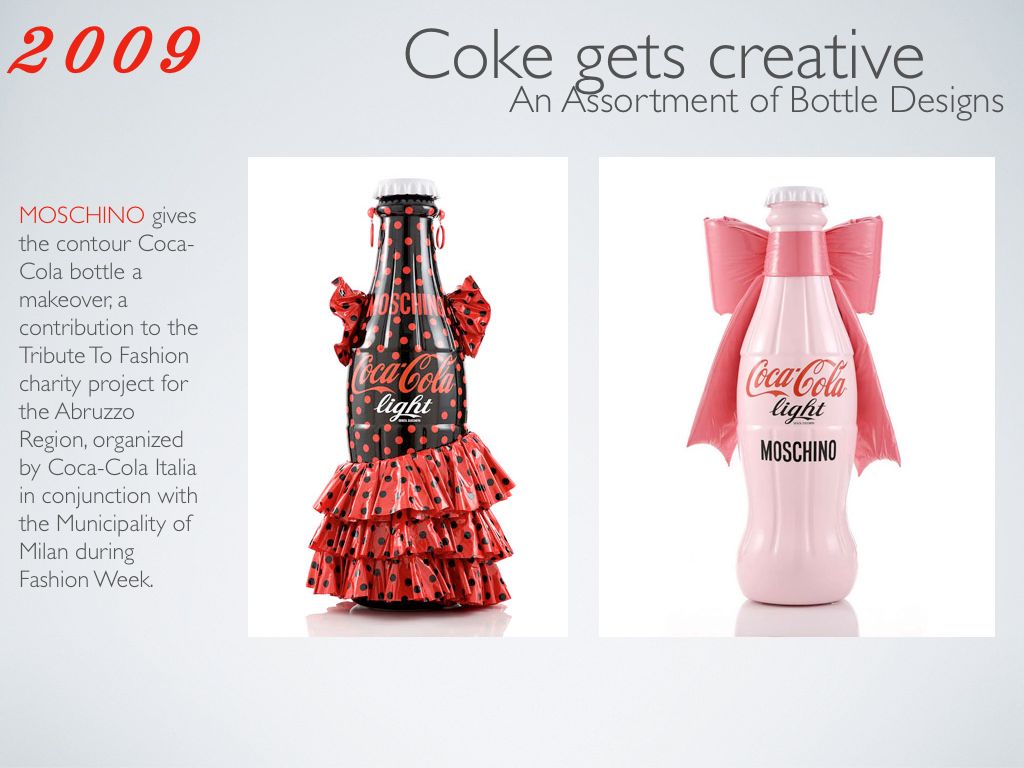 2009
Coke gets creative
An Assortment of Bottle Designs
MOSCHINO gives
the contour Coca-
Cola bottle a
makeover, a
contribution to the
Tribute To Fashion
charity project for
the Abruzzo
Region, organized
by Coca-Cola Italia
in conjunction with
the Municipality of
Milan during
Fashion Week.
MOSCHINO
Coca-Cola
light
Coca-Cola
light
MOSCHINO